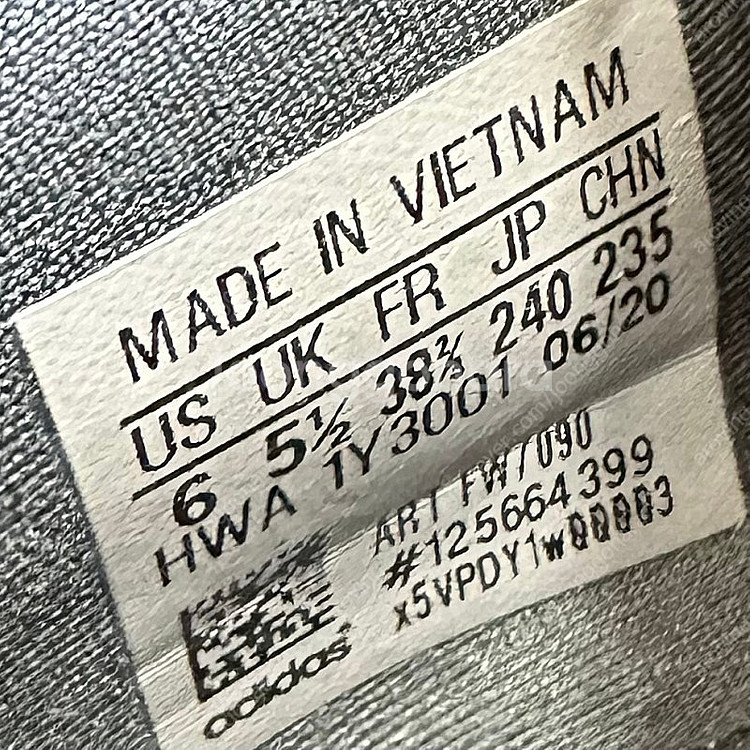 MADE IN VIETNAM
US UK FR JP CHN
6 5½ 38⅔ 240 235
HWA 1Y3001 06/20
ART FW7090
#125664399
x5VPDY1w00003
adidas